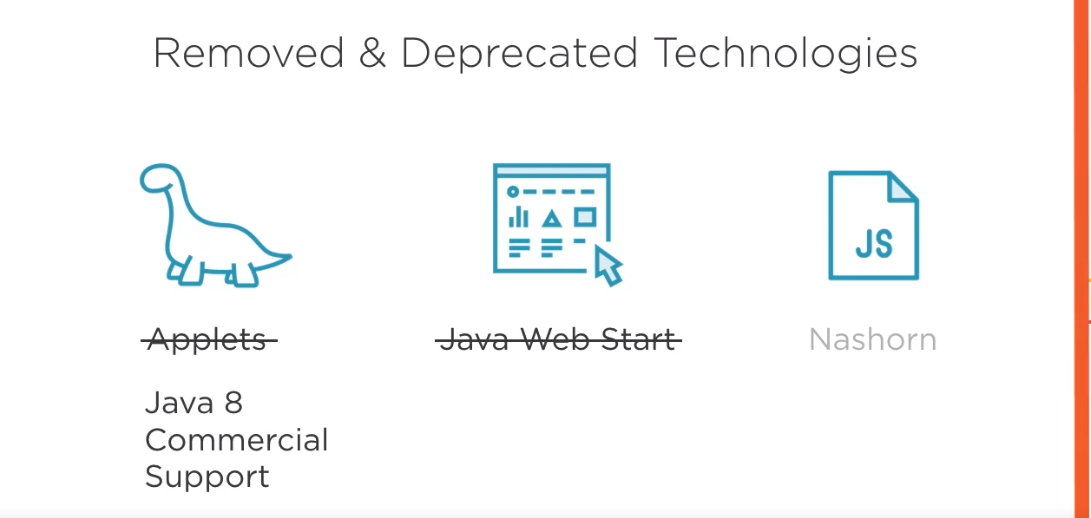 Removed & Deprecated Technologies
JS
Applets
Java Web Start
Nashorn
Java 8
Commercial
Support